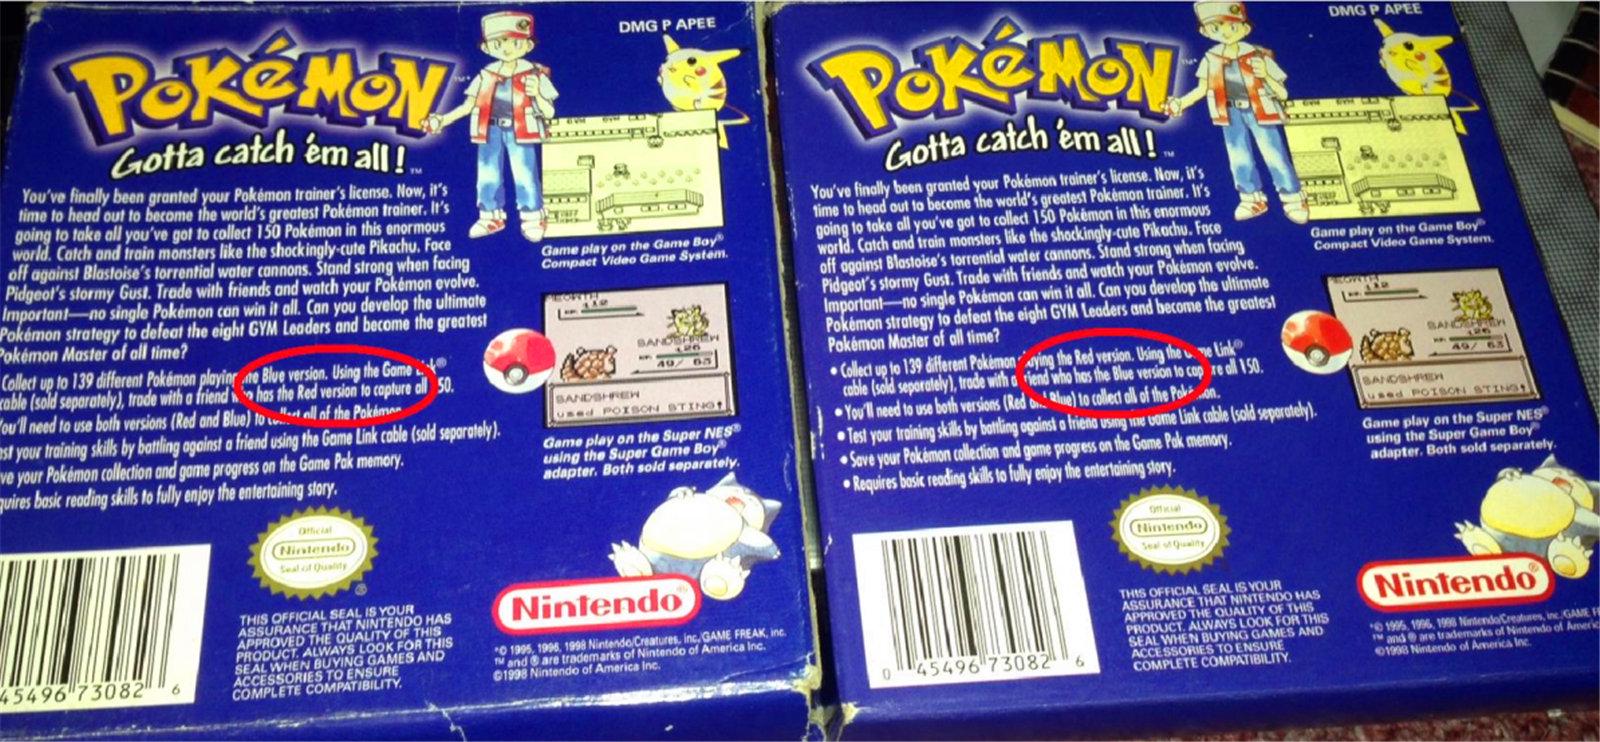 DMG P APEE
POKéMON
™
Gotta catch 'em all!
™
You've finally been granted your Pokémon trainer's license. Now, it's
time to head out to become the world's greatest Pokémon trainer. It's
going to take all you've got to collect 150 Pokémon in this enormous
world. Catch and train monsters like the shockingly-cute Pikachu. Face
off against Blastoise's torrential water cannons. Stand strong when facing
Pidgeot's stormy Gust. Trade with friends and watch your Pokémon evolve.
Important—no single Pokémon can win it all. Can you develop the ultimate
Pokémon strategy to defeat the eight GYM Leaders and become the greatest
Pokémon Master of all time?
Collect up to 139 different Pokémon playing the Blue version. Using the Game Link®
cable (sold separately), trade with a friend who has the Red version to capture all 150.
You'll need to use both versions (Red and Blue) to collect all of the Pokémon.
your training skills by battling against a friend using the Game Link cable (sold separately).
your Pokémon collection and game progress on the Game Pak memory.
basic reading skills to fully enjoy the entertaining story.
Game play on the Game Boy®
Compact Video Game System.
112
SANDSHREW
126
49/ 63
SANDSHREW
used POISON STING!
Game play on the Super NES®
using the Super Game Boy®
adapter. Both sold separately.
45496 73082 6
Official
Nintendo
Seal of Quality
®
THIS OFFICIAL SEAL IS YOUR
ASSURANCE THAT NINTENDO HAS
APPROVED THE QUALITY OF THIS
PRODUCT. ALWAYS LOOK FOR THIS
SEAL WHEN BUYING GAMES AND
ACCESSORIES TO ENSURE
COMPLETE COMPATIBILITY.
Nintendo®
©1995, 1996, 1998 Nintendo/Creatures, inc./GAME FREAK, inc.
™ and ® are trademarks of Nintendo of America Inc.
©1998 Nintendo of America Inc.
DMG P APEE
POKéMON
™
Gotta catch 'em all!
™
You've finally been granted your Pokémon trainer's license. Now, it's
time to head out to become the world's greatest Pokémon trainer. It's
going to take all you've got to collect 150 Pokémon in this enormous
world. Catch and train monsters like the shockingly-cute Pikachu. Face
off against Blastoise's torrential water cannons. Stand strong when facing
Pidgeot's stormy Gust. Trade with friends and watch your Pokémon evolve.
Important—no single Pokémon can win it all. Can you develop the ultimate
Pokémon strategy to defeat the eight GYM Leaders and become the greatest
Pokémon Master of all time?
• Collect up to 139 different Pokémon playing the Red version. Using the Game Link®
cable (sold separately), trade with a friend who has the Blue version to capture all 150.
• You'll need to use both versions (Red and Blue) to collect all of the Pokémon.
• Test your training skills by battling against a friend using the Game Link cable (sold separately).
• Save your Pokémon collection and game progress on the Game Pak memory.
• Requires basic reading skills to fully enjoy the entertaining story.
Game play on the Game Boy®
Compact Video Game System.
112
SANDSHREW
126
49/ 63
SANDSHREW
used POISON STING!
Game play on the Super NES®
using the Super Game Boy®
adapter. Both sold separately.
0 45496 73082 6
Official
Nintendo
Seal of Quality
THIS OFFICIAL SEAL IS YOUR
ASSURANCE THAT NINTENDO HAS
APPROVED THE QUALITY OF THIS
PRODUCT. ALWAYS LOOK FOR THIS
SEAL WHEN BUYING GAMES AND
ACCESSORIES TO ENSURE
COMPLETE COMPATIBILITY.
Nintendo®
©1995, 1996, 1998 Nintendo/Creatures, inc./GAME
™ and ® are trademarks of Nintendo of America
©1998 Nintendo of America Inc.